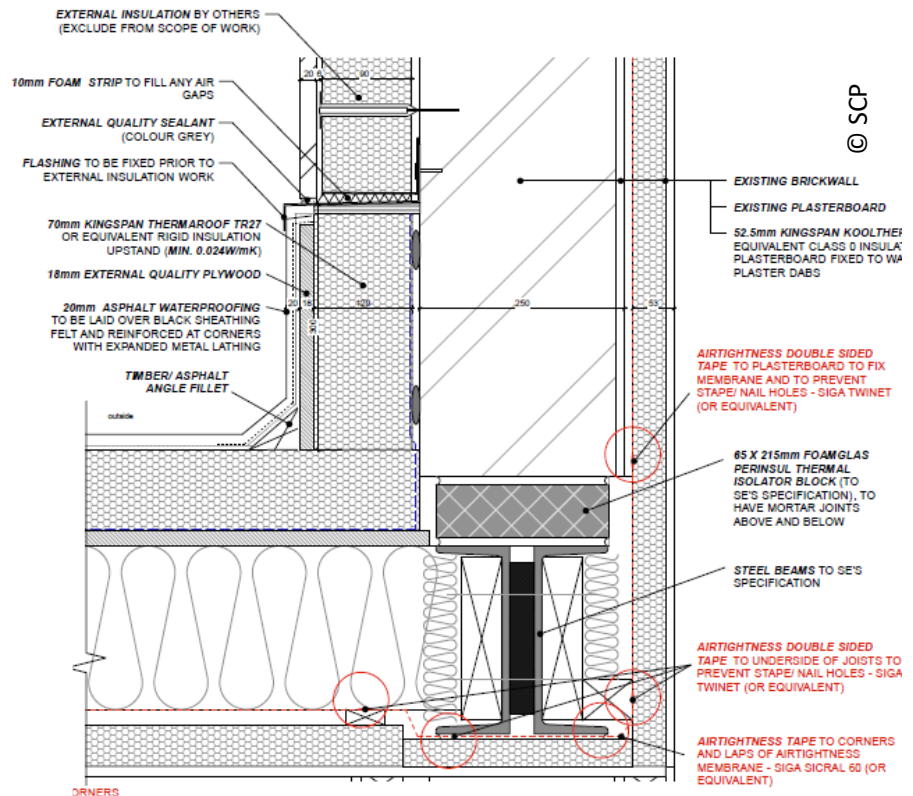 EXTERNAL INSULATION BY OTHERS
(EXCLUDE FROM SCOPE OF WORK)
10mm FOAM STRIP TO FILL ANY AIR
GAPS
EXTERNAL QUALITY SEALANT
(COLOUR GREY)
FLASHING TO BE FIXED PRIOR TO
EXTERNAL INSULATION WORK
70mm KINGSPAN THERMAROOF TR27
OR EQUIVALENT RIGID INSULATION
UPSTAND (MIN. 0.024W/mK)
18mm EXTERNAL QUALITY PLYWOOD
20mm ASPHALT WATERPROOFING
TO BE LAID OVER BLACK SHEATHING
FELT AND REINFORCED AT CORNERS
WITH EXPANDED METAL LATHING
TIMBER/ ASPHALT
ANGLE FILLET
outside
20 6 90
20 18 120 250 53
300
© SCP
EXISTING BRICKWALL
EXISTING PLASTERBOARD
52.5mm KINGSPAN KOOLTHER
EQUIVALENT CLASS 0 INSULAT
PLASTERBOARD FIXED TO WA
PLASTER DABS
AIRTIGHTNESS DOUBLE SIDED
TAPE TO PLASTERBOARD TO FIX
MEMBRANE AND TO PREVENT
STAPE/ NAIL HOLES - SIGA TWINET
(OR EQUIVALENT)
65 X 215mm FOAMGLAS
PERINSUL THERMAL
ISOLATOR BLOCK (TO
SE'S SPECIFICATION), TO
HAVE MORTAR JOINTS
ABOVE AND BELOW
STEEL BEAMS TO SE'S
SPECIFICATION
AIRTIGHTNESS DOUBLE SIDED
TAPE TO UNDERSIDE OF JOISTS TO
PREVENT STAPE/ NAIL HOLES - SIGA
TWINET (OR EQUIVALENT)
AIRTIGHTNESS TAPE TO CORNERS
AND LAPS OF AIRTIGHTNESS
MEMBRANE - SIGA SICRAL 60 (OR
EQUIVALENT)
ORNERS